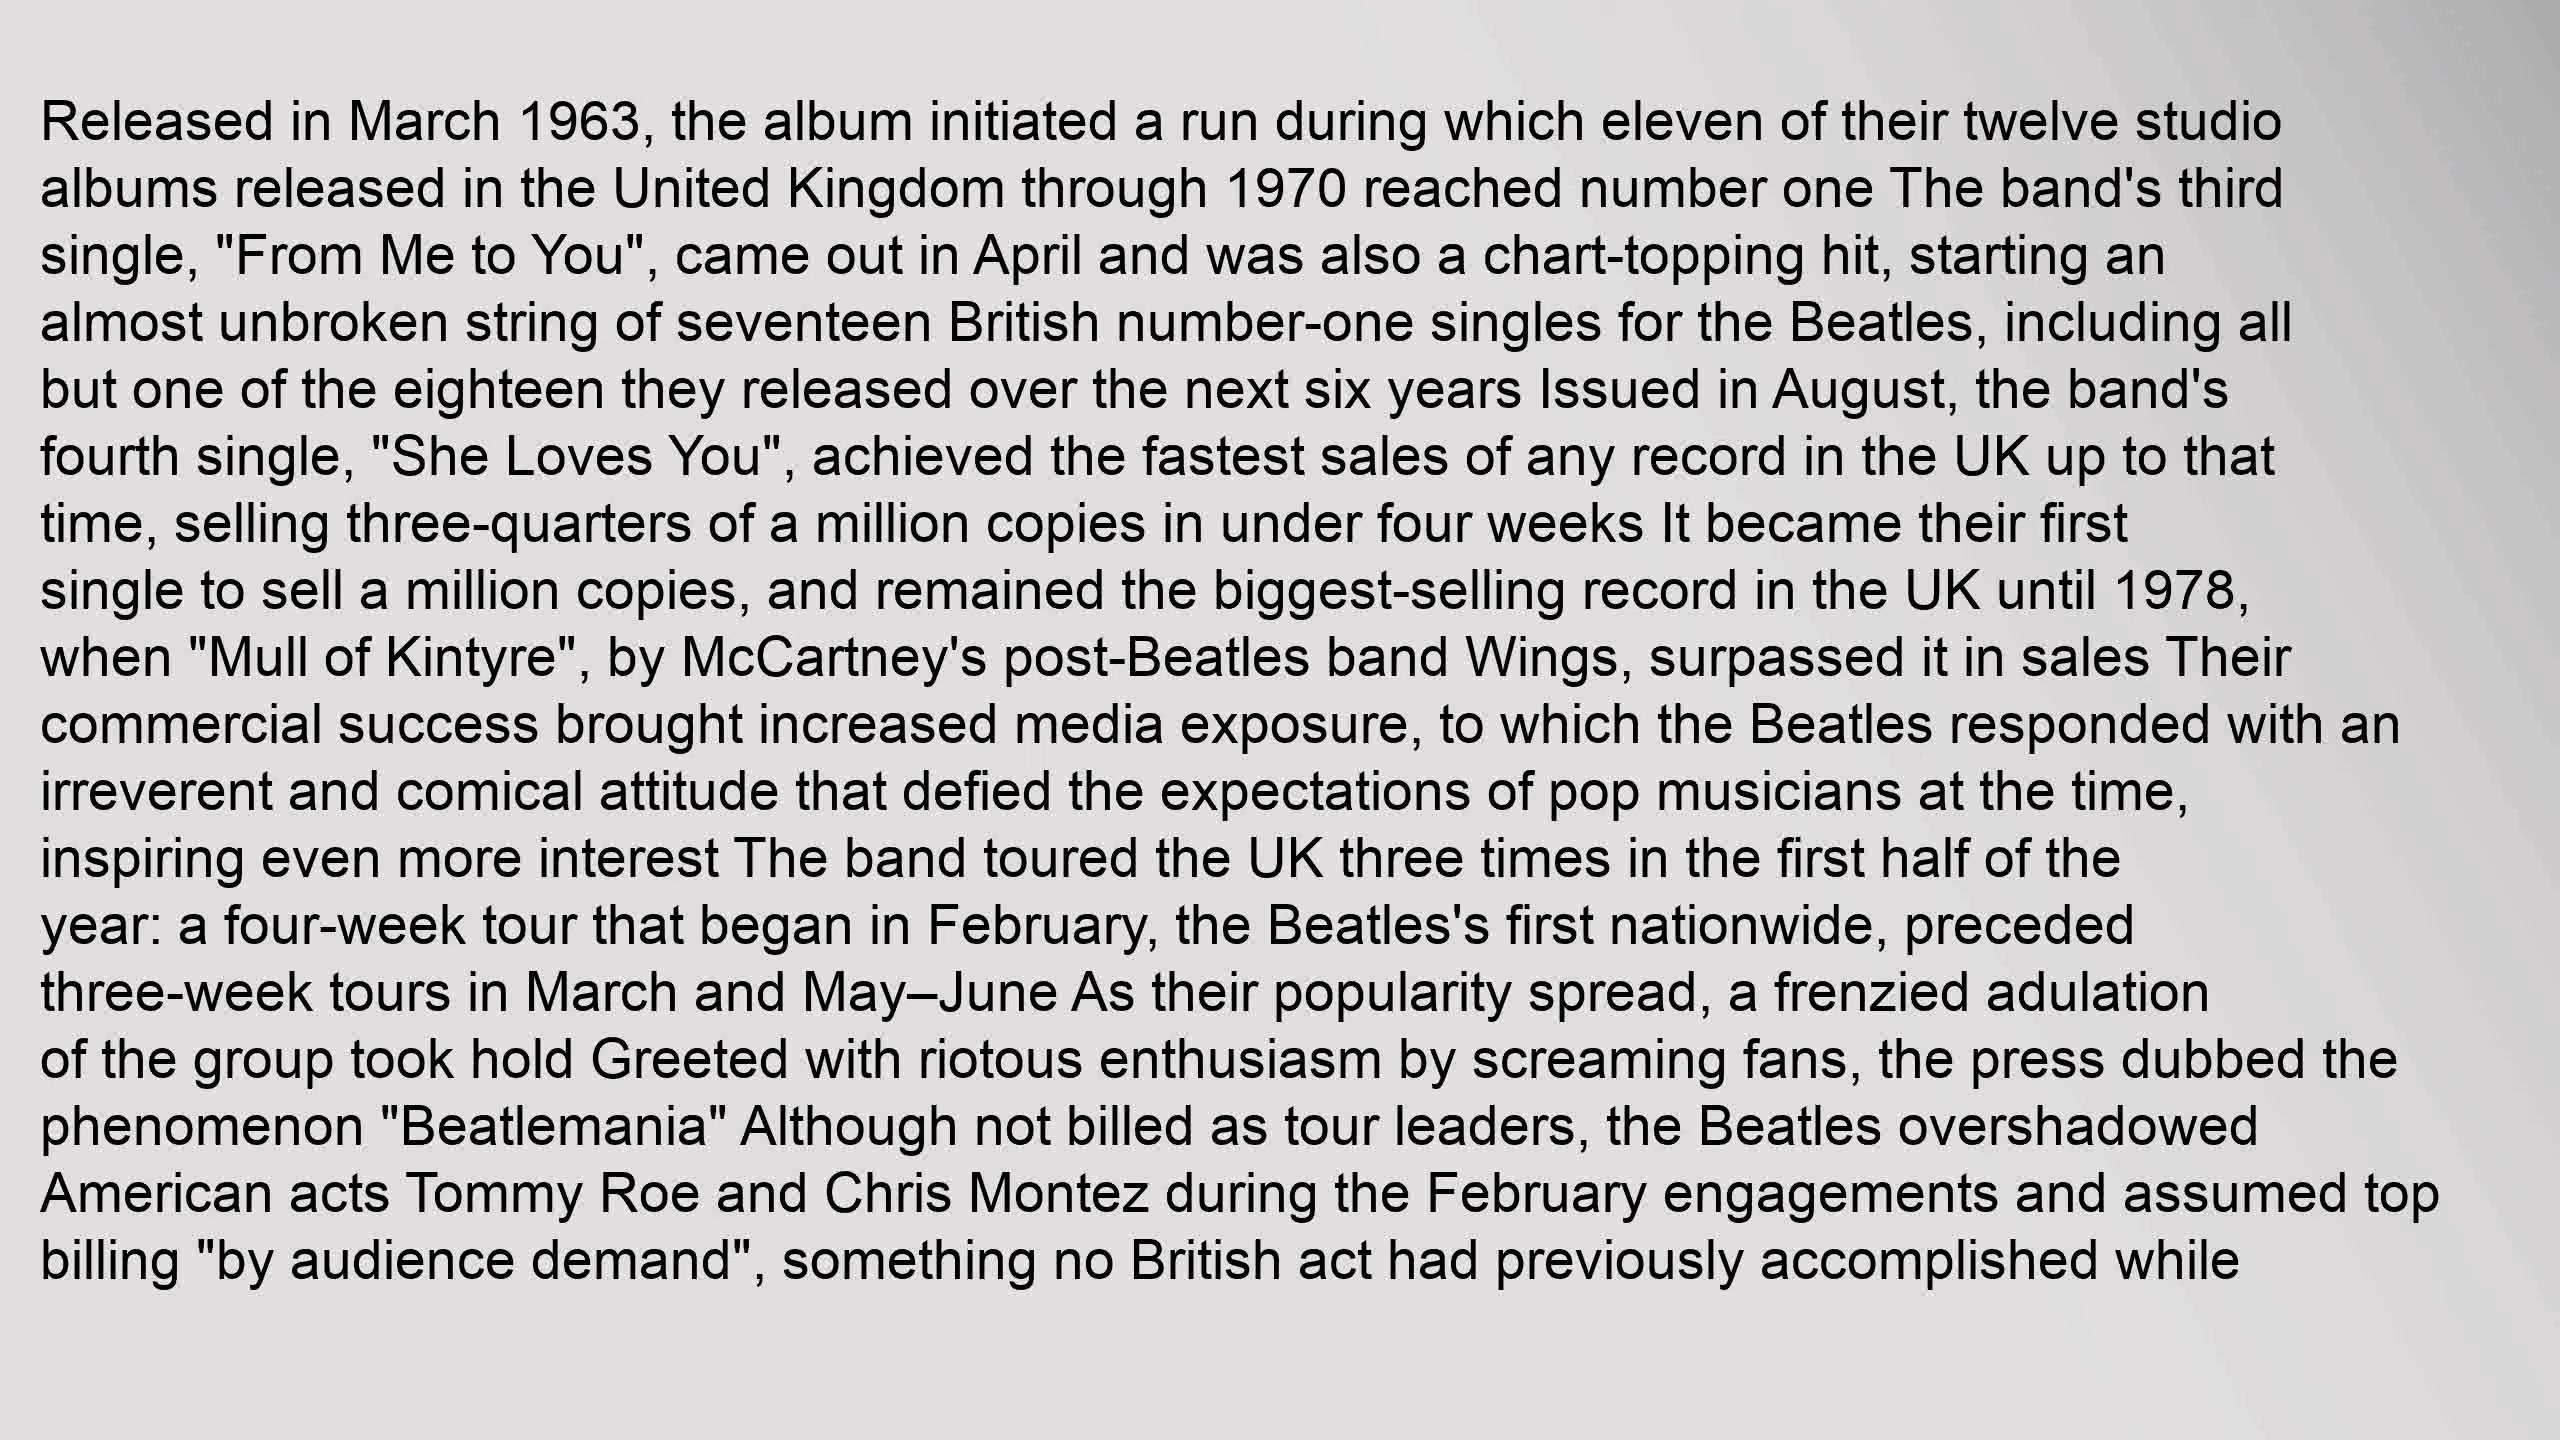 Released in March 1963, the album initiated a run during which eleven of their twelve studio
albums released in the United Kingdom through 1970 reached number one The band's third
single, "From Me to You", came out in April and was also a chart-topping hit, starting an
almost unbroken string of seventeen British number-one singles for the Beatles, including all
but one of the eighteen they released over the next six years Issued in August, the band's
fourth single, "She Loves You", achieved the fastest sales of any record in the UK up to that
time, selling three-quarters of a million copies in under four weeks It became their first
single to sell a million copies, and remained the biggest-selling record in the UK until 1978,
when "Mull of Kintyre", by McCartney's post-Beatles band Wings, surpassed it in sales Their
commercial success brought increased media exposure, to which the Beatles responded with an
irreverent and comical attitude that defied the expectations of pop musicians at the time,
inspiring even more interest The band toured the UK three times in the first half of the
year: a four-week tour that began in February, the Beatles's first nationwide, preceded
three-week tours in March and May–June As their popularity spread, a frenzied adulation
of the group took hold Greeted with riotous enthusiasm by screaming fans, the press dubbed the
phenomenon "Beatlemania" Although not billed as tour leaders, the Beatles overshadowed
American acts Tommy Roe and Chris Montez during the February engagements and assumed top
billing "by audience demand", something no British act had previously accomplished while